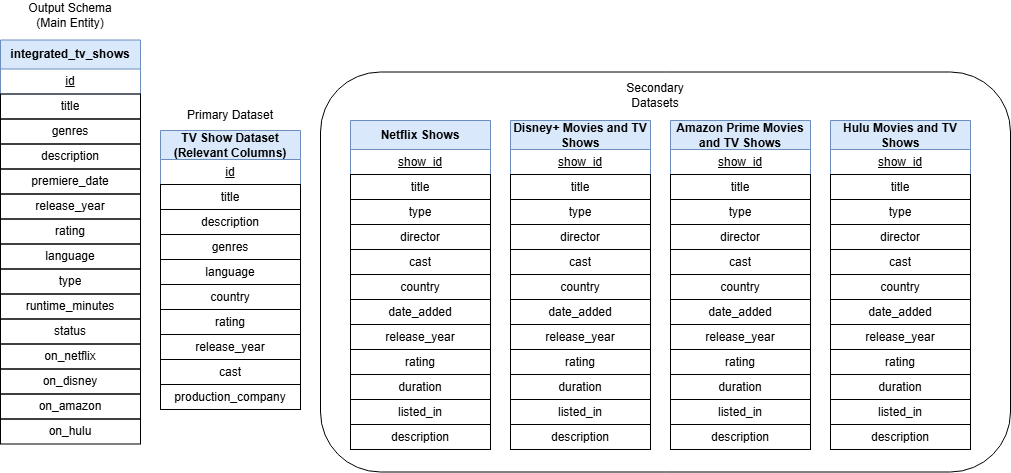 Output Schema
(Main Entity)
integrated_tv_shows
id
title
genres
description
premiere_date
release_year
rating
language
type
runtime_minutes
status
on_netflix
on_disney
on_amazon
on_hulu
Primary Dataset
TV Show Dataset
(Relevant Columns)
id
title
description
genres
language
country
rating
release_year
cast
production_company
Secondary
Datasets
Netflix Shows
show_id
title
type
director
cast
country
date_added
release_year
rating
duration
listed_in
description
Disney+ Movies and TV
Shows
show_id
title
type
director
cast
country
date_added
release_year
rating
duration
listed_in
description
Amazon Prime Movies
and TV Shows
show_id
title
type
director
cast
country
date_added
release_year
rating
duration
listed_in
description
Hulu Movies and TV
Shows
show_id
title
type
director
cast
country
date_added
release_year
rating
duration
listed_in
description